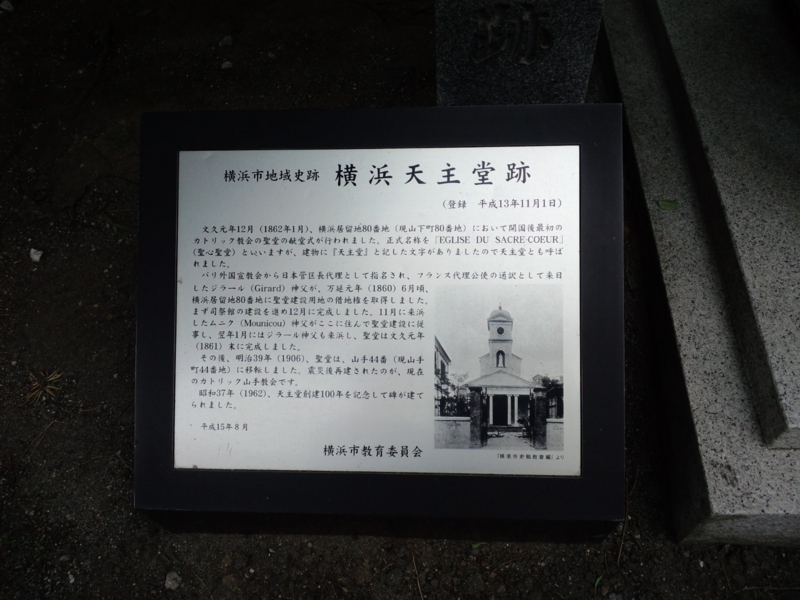 跡
横浜市地域史跡 横浜天主堂跡
（登録 平成13年11月1日）
文久元年12月（1862年1月）、横浜居留地80番地（現山下町80番地）において開国後最初の
カトリック教会の聖堂の献堂式が行われました。正式名称を『EGLISE DU SACRE-COEUR』
（聖心聖堂）といいますが、建物に『天主堂』と記した文字がありましたので天主堂とも呼ば
れました。
パリ外国宣教会から日本管区長代理として指名され、フランス代理公使の通訳として来日
したジラール（Girard）神父が、万延元年（1860）6月頃、
横浜居留地80番地に聖堂建設用地の借地権を取得しました。
まず司祭館の建設を進め12月に完成しました。11月に来浜
したムニク（Mounicou）神父がここに住んで聖堂建設に従
事し、翌年1月にはジラール神父も来浜し、聖堂は文久元年
（1861）末に完成しました。
その後、明治39年（1906）、聖堂は、山手44番（現山手
町44番地）に移転しました。震災後再建されたのが、現在
のカトリック山手教会です。
昭和37年（1962）、天主堂創建100年を記念して碑が建て
られました。
平成15年8月
横浜市教育委員会
『横浜市史稿教會編』より